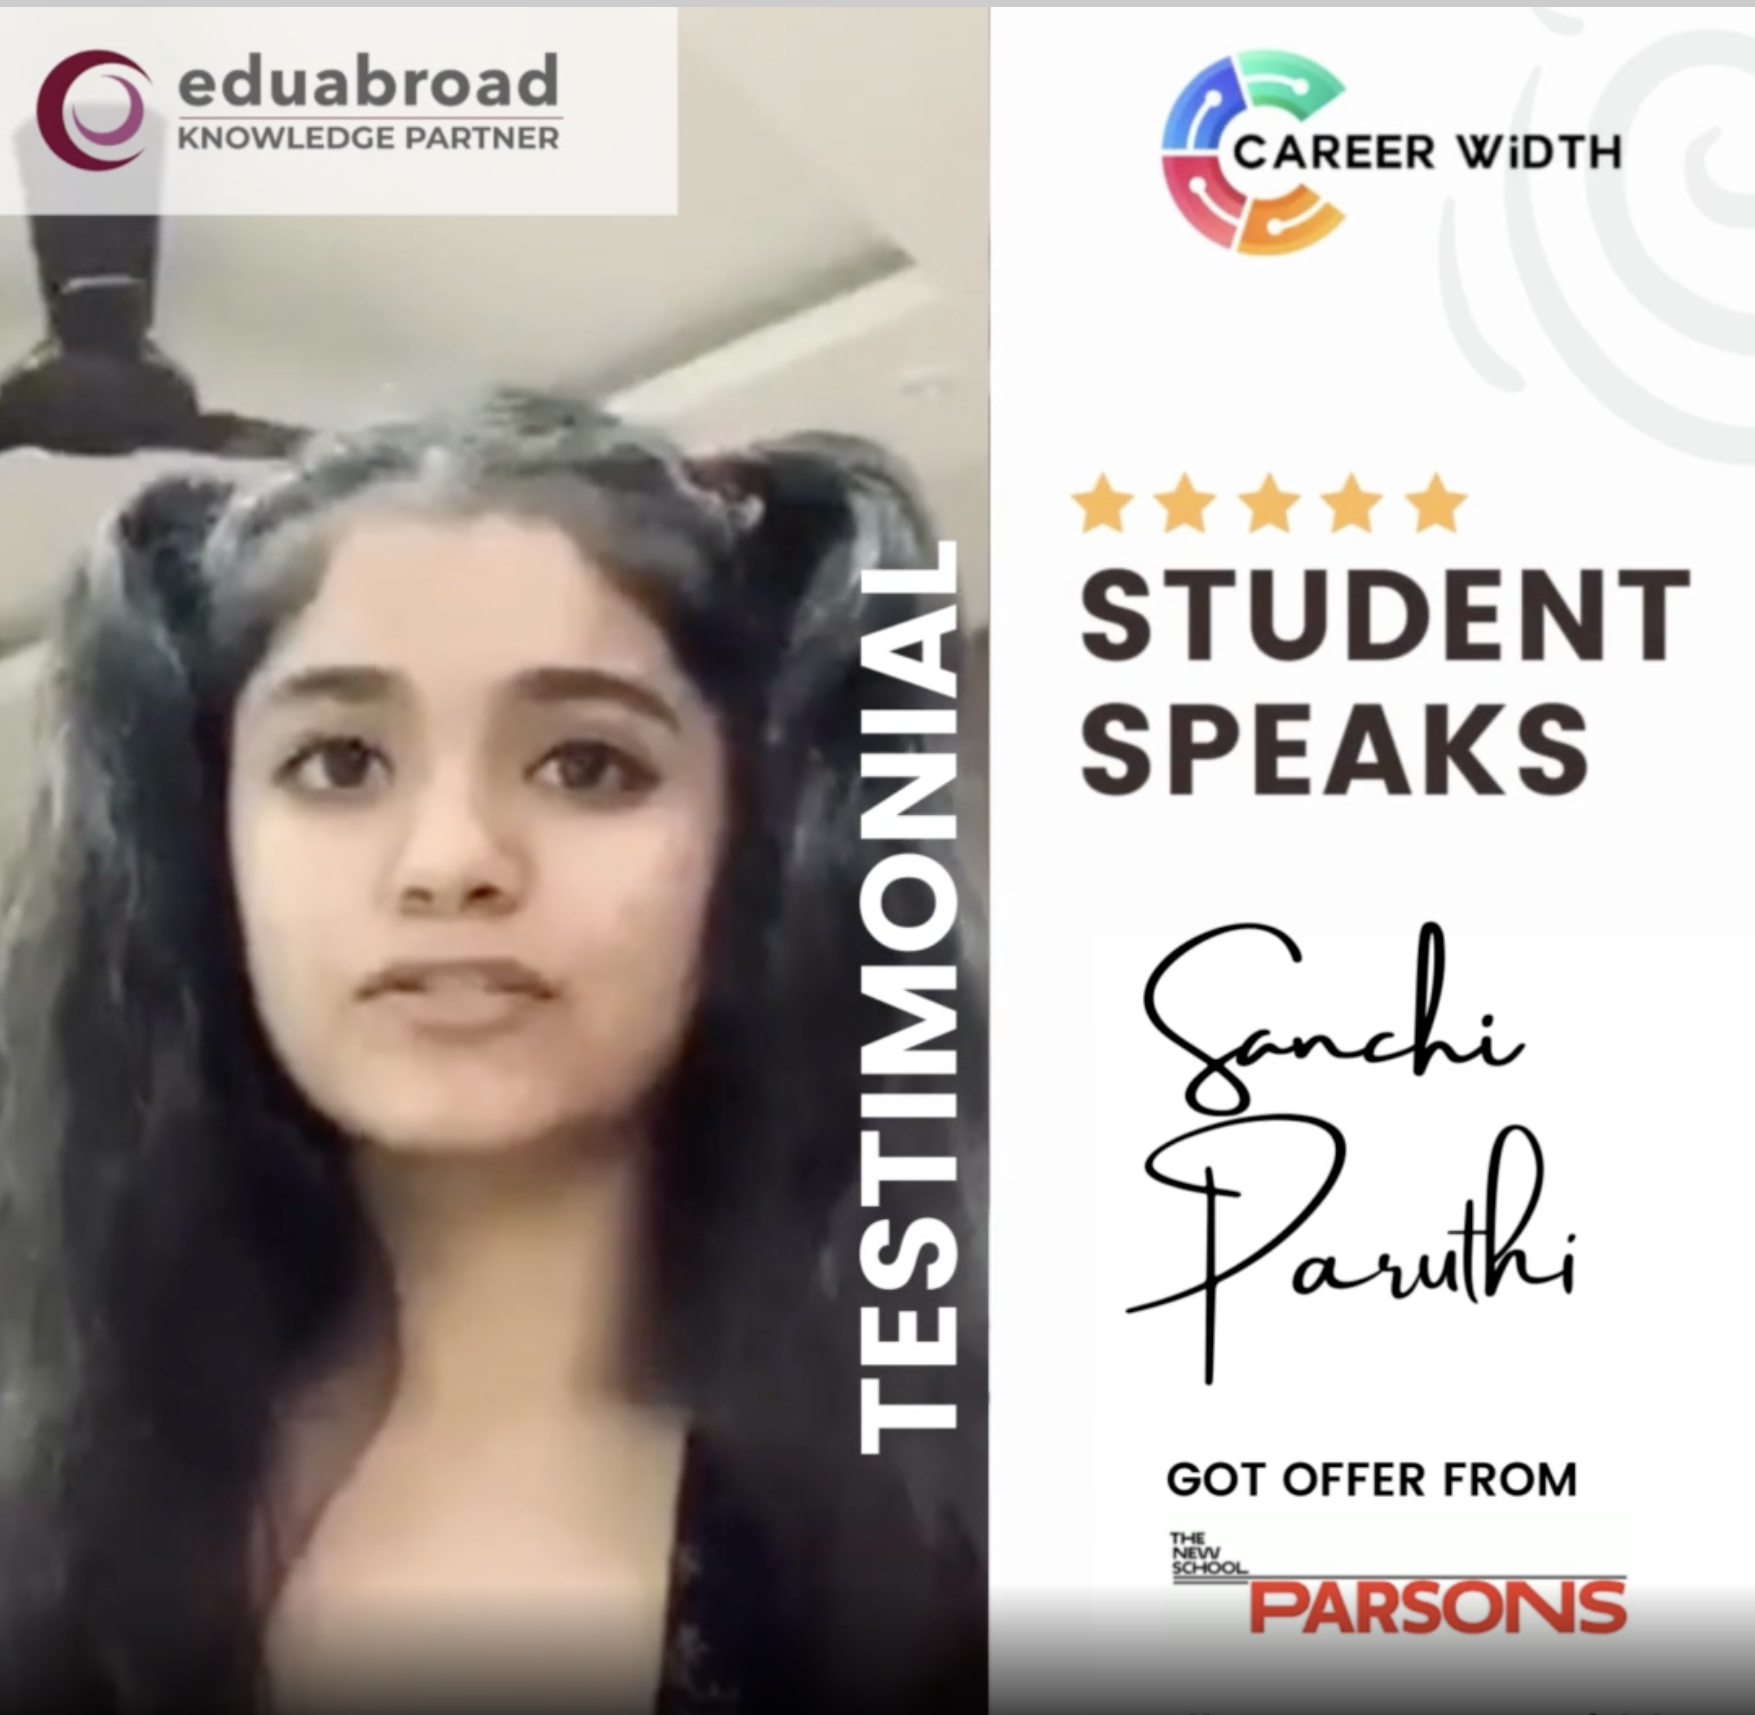 eduabroad
KNOWLEDGE PARTNER
CAREER WiDTH
TESTIMONIAL
STUDENT
SPEAKS
Sanchi
Paruthi
GOT OFFER FROM
THE
NEW
SCHOOL
PARSONS